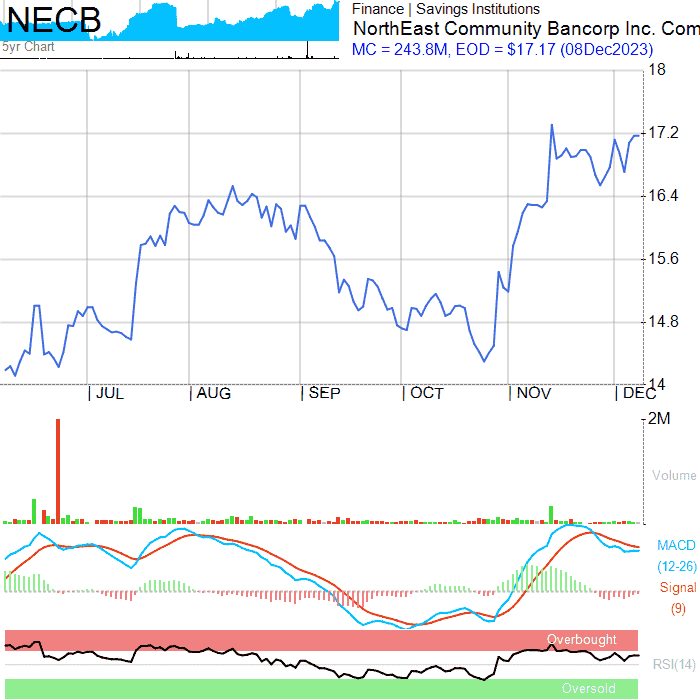 NECB
5yr Chart
Finance | Savings Institutions
NorthEast Community Bancorp Inc. Com
MC = 243.8M, EOD = $17.17 (08Dec2023)
18
17.2
16.4
15.6
14.8
14
JUL AUG SEP OCT NOV DEC
2M
Volume
MACD
(12-26)
Signal
(9)
Overbought
RSI(14)
Oversold